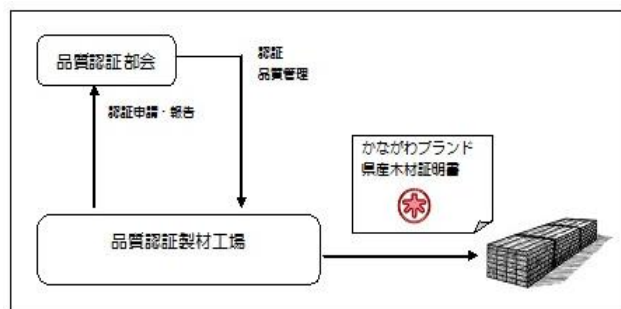 品質認証部会
認証
品質管理
認証申請・報告
かながわブランド
県産木材証明書
品質認証製材工場